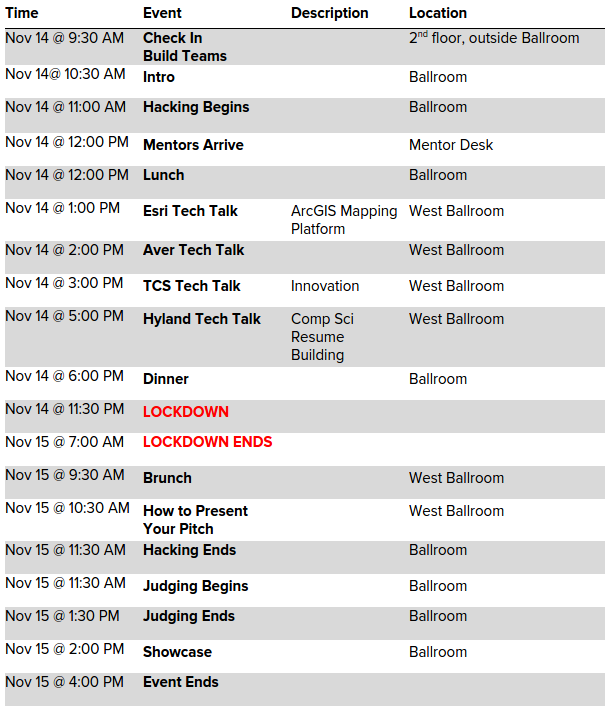 Time Event Description Location
Nov 14 @ 9:30 AM Check In 2nd floor, outside Ballroom
Build Teams
Nov 14@ 10:30 AM Intro Ballroom
Nov 14 @ 11:00 AM Hacking Begins Ballroom
Nov 14 @ 12:00 PM Mentors Arrive Mentor Desk
Nov 14 @ 12:00 PM Lunch Ballroom
Nov 14 @ 1:00 PM Esri Tech Talk ArcGIS Mapping West Ballroom
Platform
Nov 14 @ 2:00 PM Aver Tech Talk West Ballroom
Nov 14 @ 3:00 PM TCS Tech Talk Innovation West Ballroom
Nov 14 @ 5:00 PM Hyland Tech Talk Comp Sci West Ballroom
Resume
Building
Nov 14 @ 6:00 PM Dinner Ballroom
Nov 14 @ 11:30 PM LOCKDOWN
Nov 15 @ 7:00 AM LOCKDOWN ENDS
Nov 15 @ 9:30 AM Brunch West Ballroom
Nov 15 @ 10:30 AM How to Present West Ballroom
Your Pitch
Nov 15 @ 11:30 AM Hacking Ends Ballroom
Nov 15 @ 11:30 AM Judging Begins Ballroom
Nov 15 @ 1:30 PM Judging Ends Ballroom
Nov 15 @ 2:00 PM Showcase Ballroom
Nov 15 @ 4:00 PM Event Ends